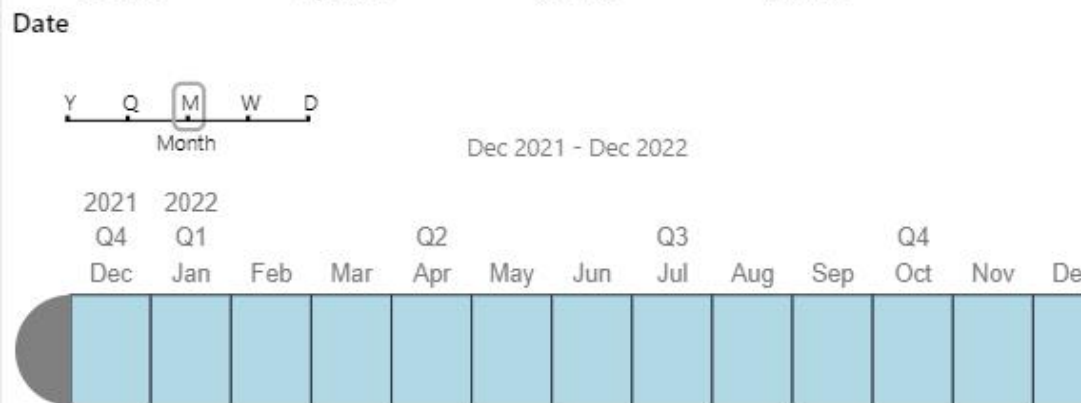 Date
Y Q M W D
Month
Dec 2021 - Dec 2022
2021 2022
Q4 Q1 Q2 Q3 Q4
Dec Jan Feb Mar Apr May Jun Jul Aug Sep Oct Nov De